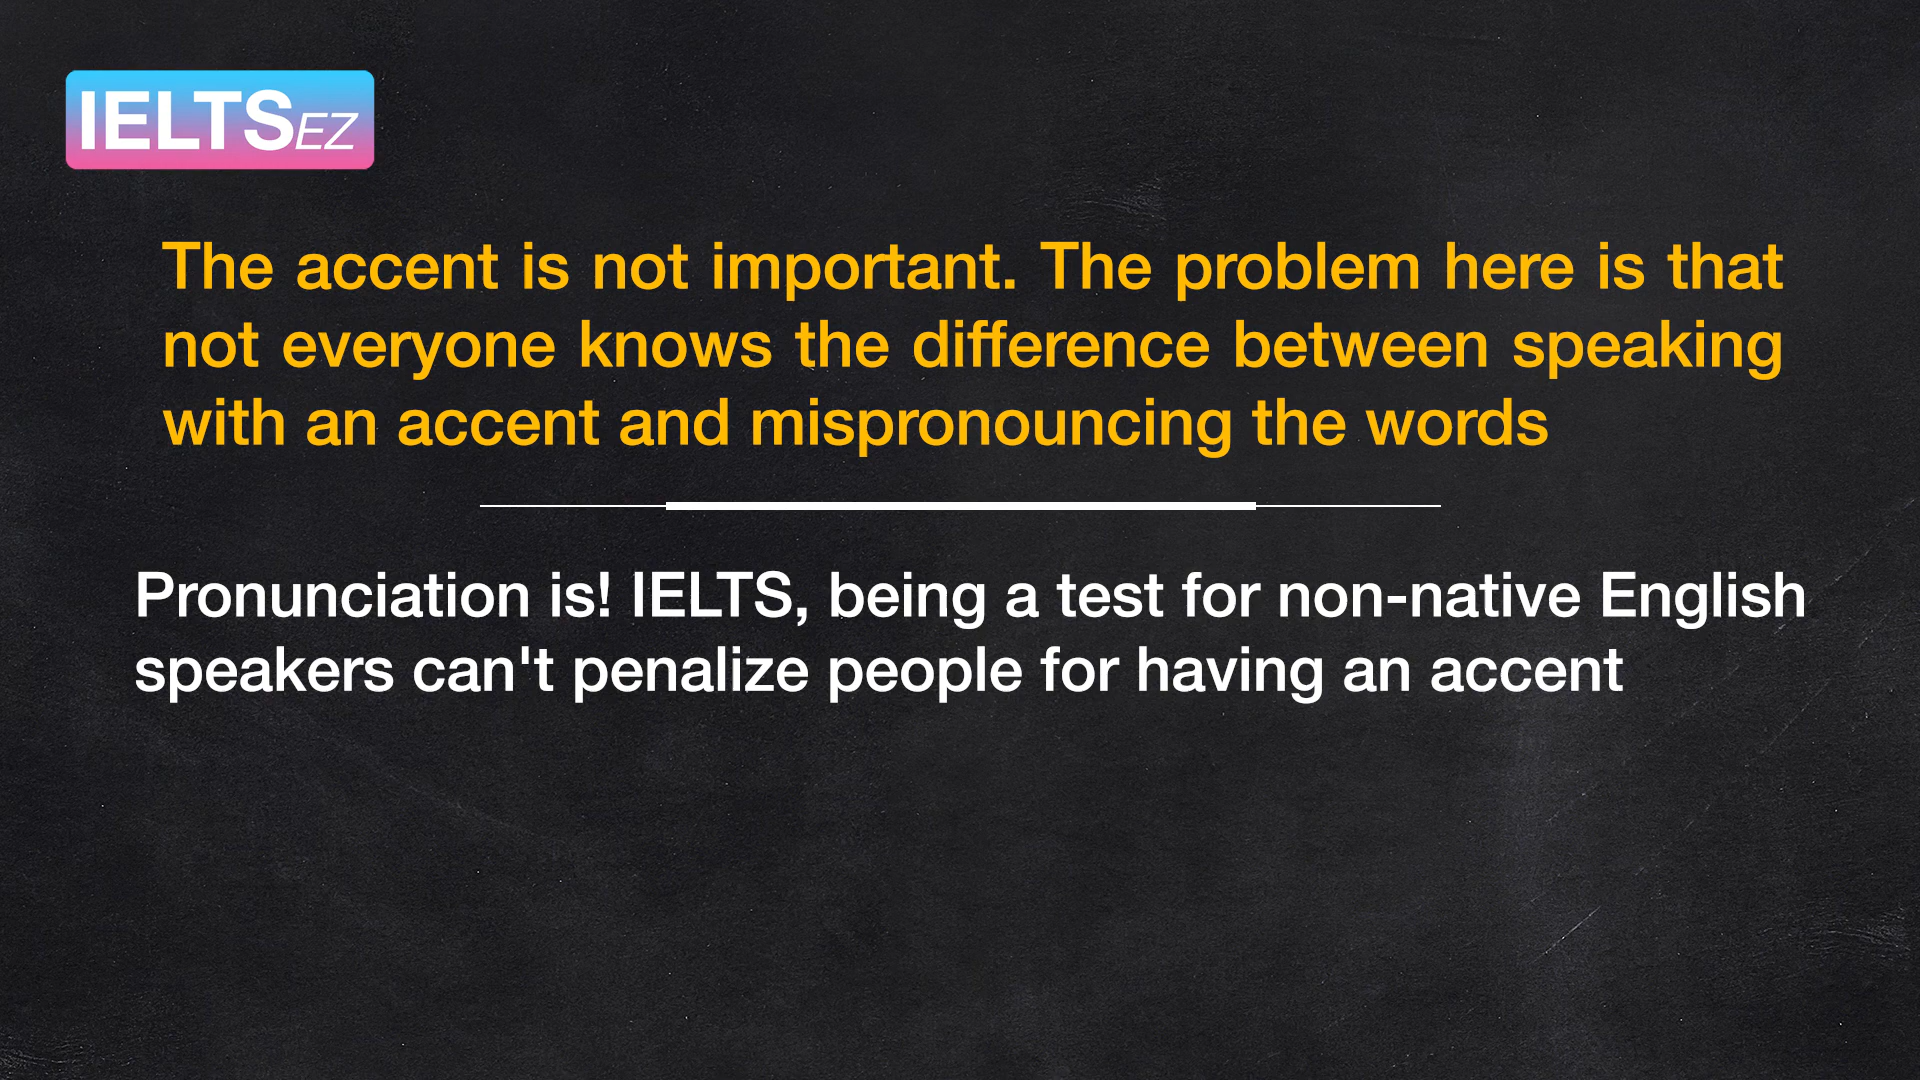 IELTSEZ
The accent is not important. The problem here is that
not everyone knows the difference between speaking
with an accent and mispronouncing the words
Pronunciation is! IELTS, being a test for non-native English
speakers can't penalize people for having an accent